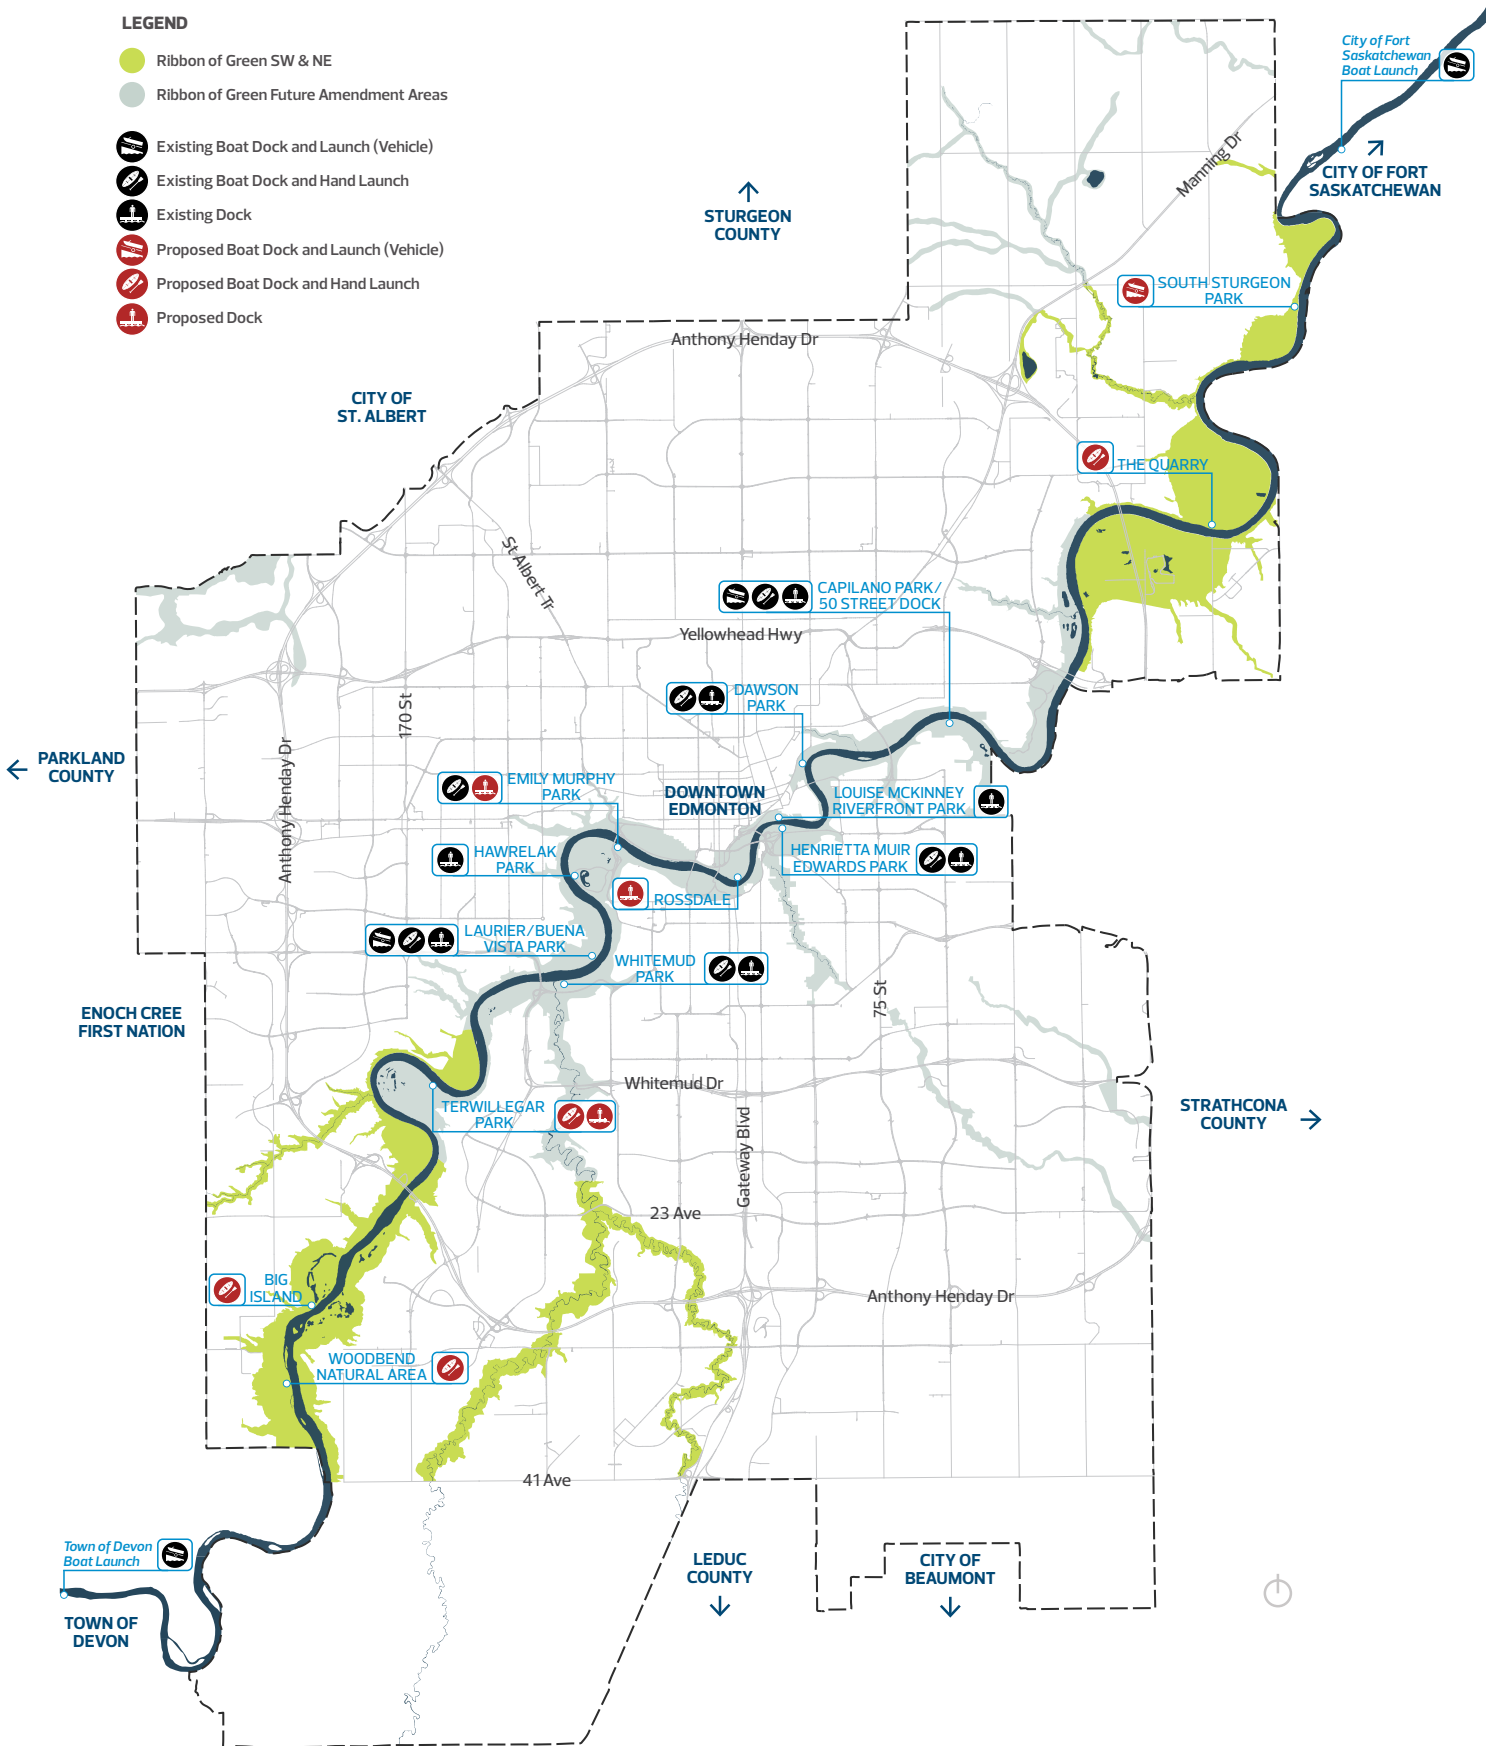 LEGEND
Ribbon of Green SW & NE
Ribbon of Green Future Amendment Areas
Existing Boat Dock and Launch (Vehicle)
Existing Boat Dock and Hand Launch
Existing Dock
Proposed Boat Dock and Launch (Vehicle)
Proposed Boat Dock and Hand Launch
Proposed Dock
City of Fort
Saskatchewan
Boat Launch
CITY OF FORT
SASKATCHEWAN
Manning Dr
STURGEON
COUNTY
SOUTH STURGEON
PARK
Anthony Henday Dr
CITY OF
ST. ALBERT
THE QUARRY
St Albert Tr
CAPILANO PARK/
50 STREET DOCK
Yellowhead Hwy
DAWSON
PARK
170 St
PARKLAND
COUNTY
Anthony Henday Dr
EMILY MURPHY
PARK
DOWNTOWN
EDMONTON
LOUISE MCKINNEY
RIVERFRONT PARK
HAWRELAK
PARK
HENRIETTA MUIR
EDWARDS PARK
ROSSDALE
LAURIER/BUENA
VISTA PARK
WHITEMUD
PARK
75 St
ENOCH CREE
FIRST NATION
Whitemud Dr
TERWILLEGAR
PARK
STRATHCONA
COUNTY
Gateway Blvd
23 Ave
BIG
ISLAND
Anthony Henday Dr
WOODBEND
NATURAL AREA
41 Ave
Town of Devon
Boat Launch
LEDUC
COUNTY
CITY OF
BEAUMONT
TOWN OF
DEVON